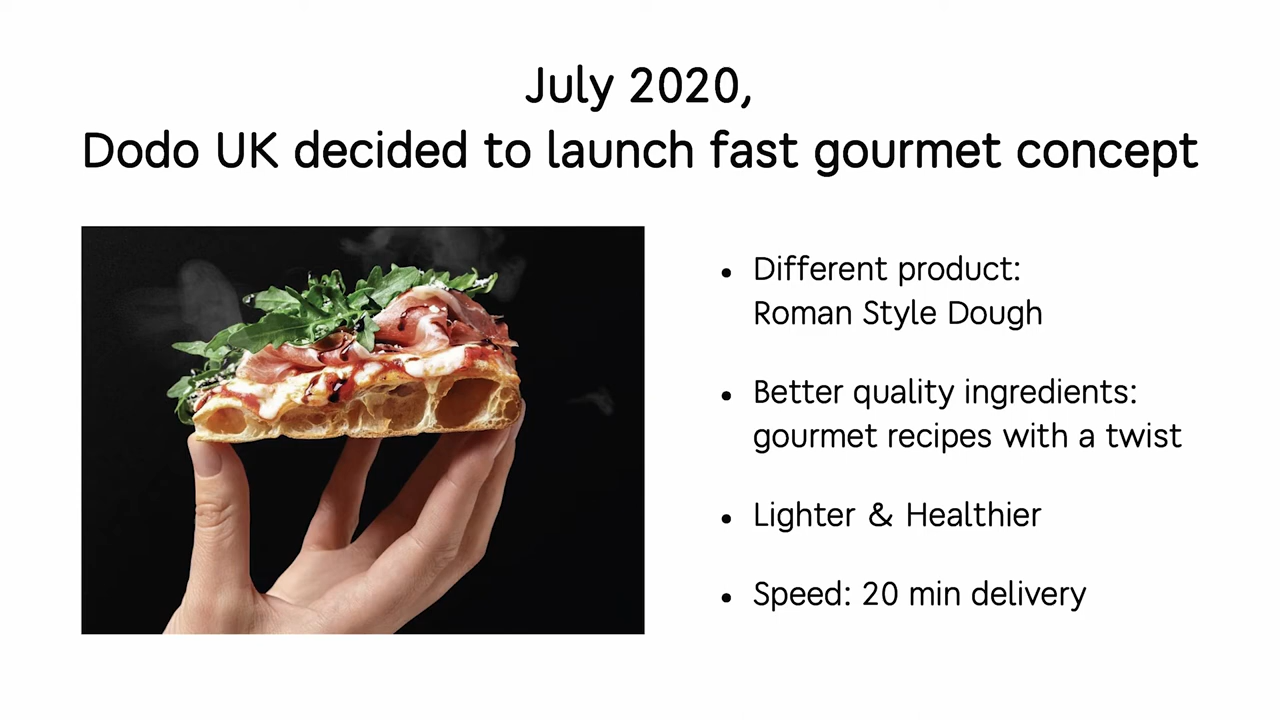 July 2020,
Dodo UK decided to launch fast gourmet concept
• Different product:
Roman Style Dough
• Better quality ingredients:
gourmet recipes with a twist
• Lighter & Healthier
• Speed: 20 min delivery